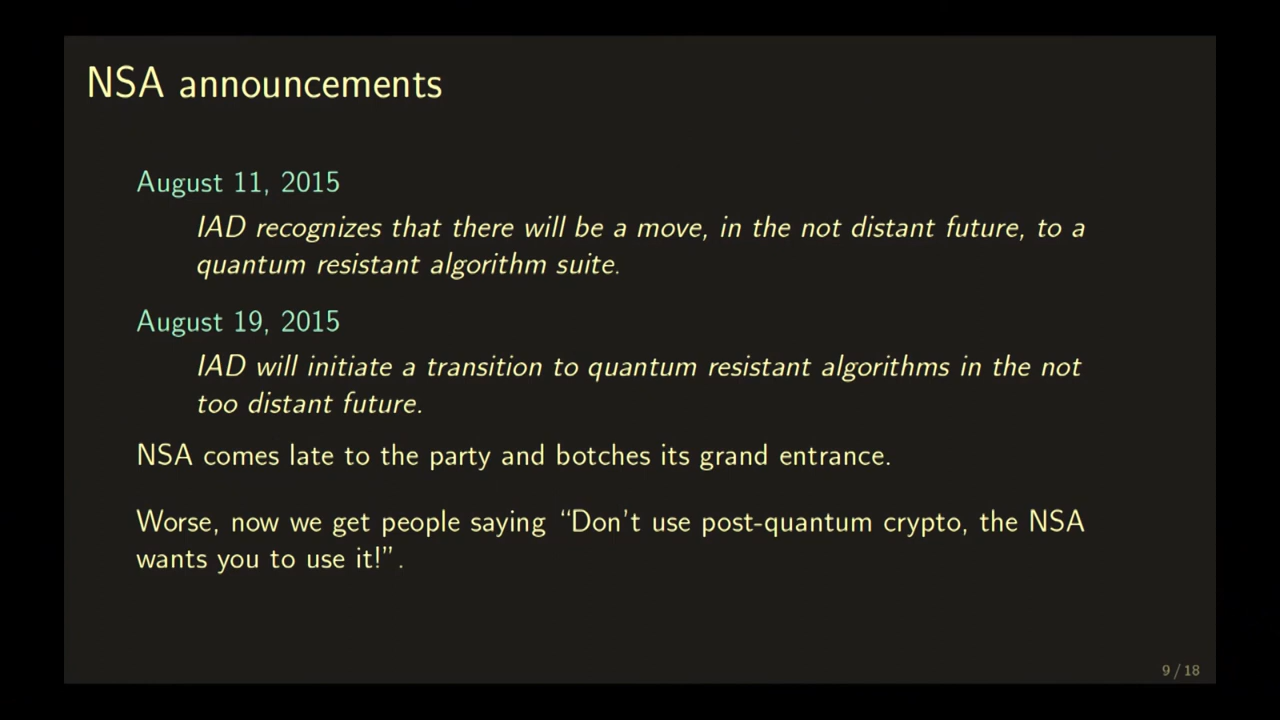 NSA announcements
August 11, 2015
IAD recognizes that there will be a move, in the not distant future, to a
quantum resistant algorithm suite.
August 19, 2015
IAD will initiate a transition to quantum resistant algorithms in the not
too distant future.
NSA comes late to the party and botches its grand entrance.
Worse, now we get people saying “Don't use post-quantum crypto, the NSA
wants you to use it!”.
9 / 18